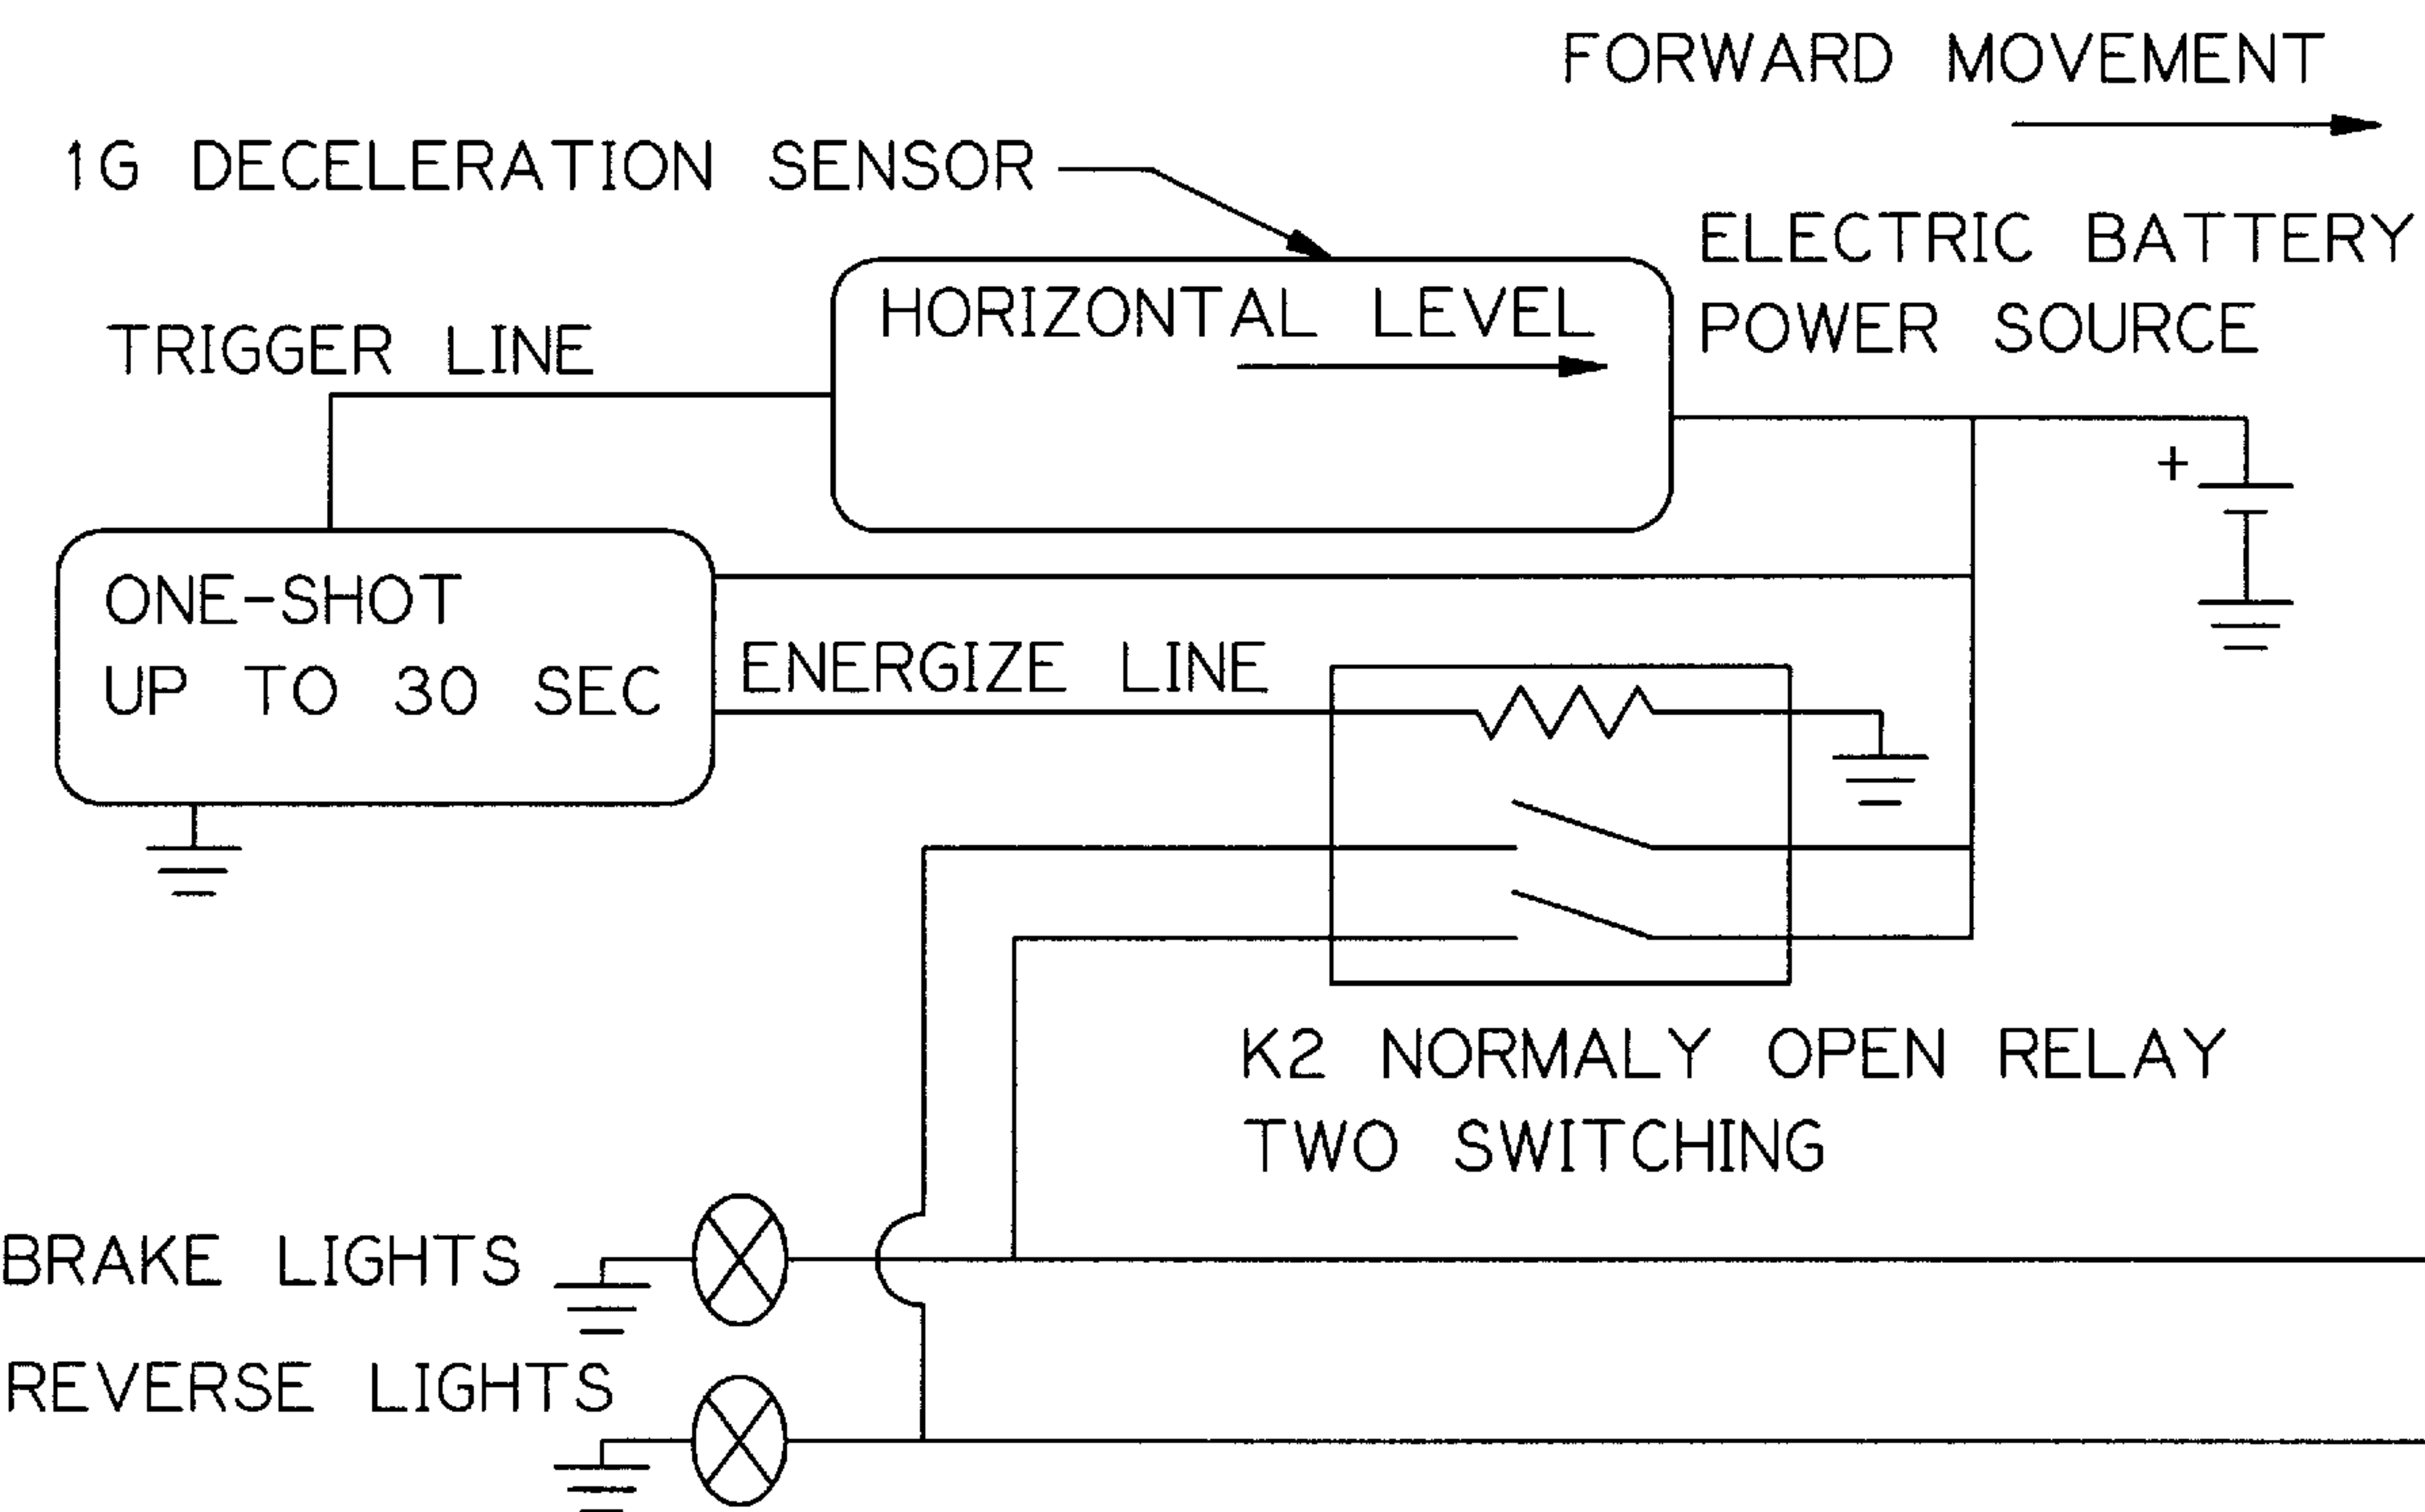 FORWARD MOVEMENT
1G DECELERATION SENSOR
ELECTRIC BATTERY
POWER SOURCE
HORIZONTAL LEVEL
TRIGGER LINE
+
ONE-SHOT
UP TO 30 SEC
ENERGIZE LINE
K2 NORMALY OPEN RELAY
TWO SWITCHING
BRAKE LIGHTS
REVERSE LIGHTS